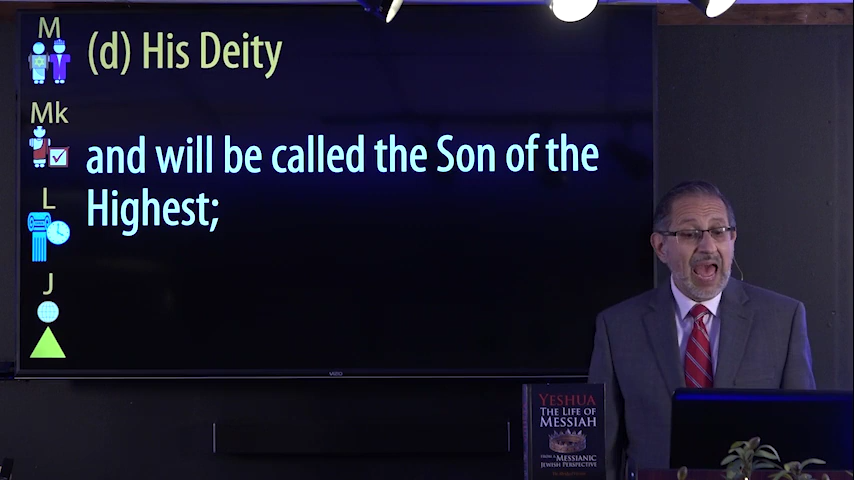 M
(d) His Deity
Mk
and will be called the Son of the
Highest;
L
J
YESHUA
THE LIFE OF
MESSIAH
FROM A MESSIANIC
JEWISH PERSPECTIVE